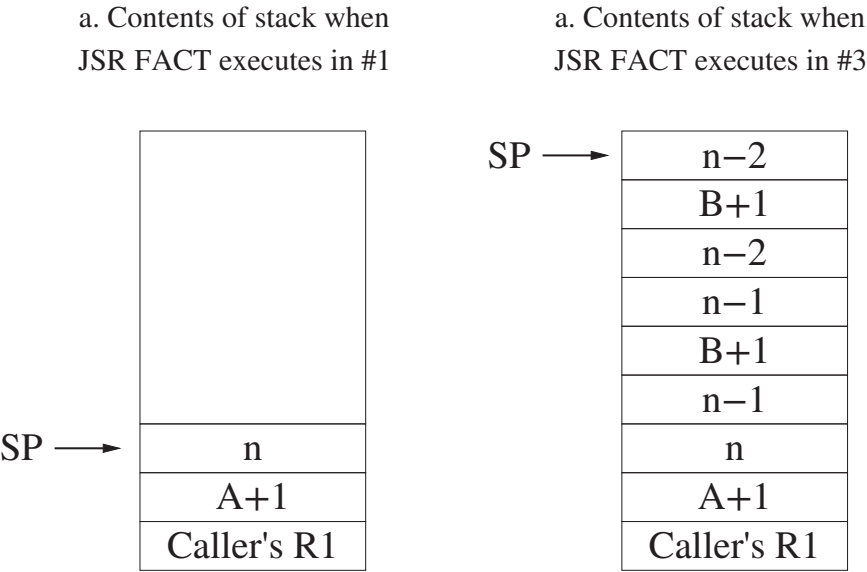 a. Contents of stack when
JSR FACT executes in #1
SP
n
A+1
Caller's R1
a. Contents of stack when
JSR FACT executes in #3
SP
n−2
B+1
n−2
n−1
B+1
n−1
n
A+1
Caller's R1